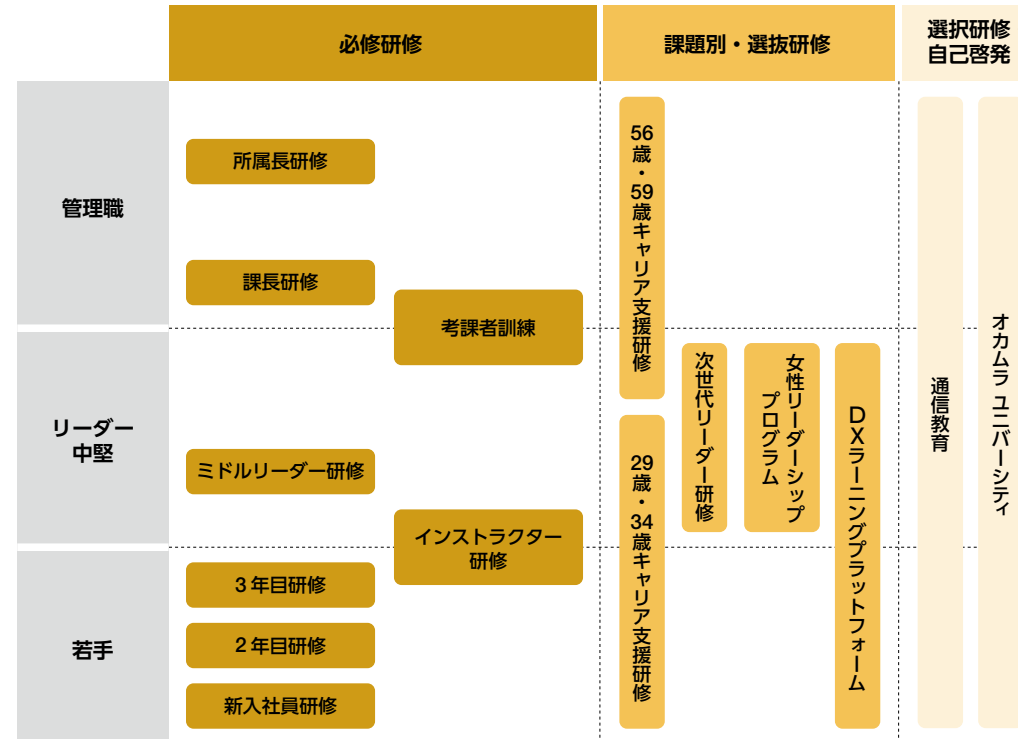 必修研修
課題別・選抜研修
選択研修
自己啓発
管理職
所属長研修
課長研修
考課者訓練
リーダー
中堅
ミドルリーダー研修
インストラクター
研修
若手
3年目研修
2年目研修
新入社員研修
56歳・59歳キャリア支援研修
29歳・34歳キャリア支援研修
次世代リーダー研修
女性リーダーシップ
プログラム
DXラーニングプラットフォーム
通信教育
オカムラ ユニバーシティ